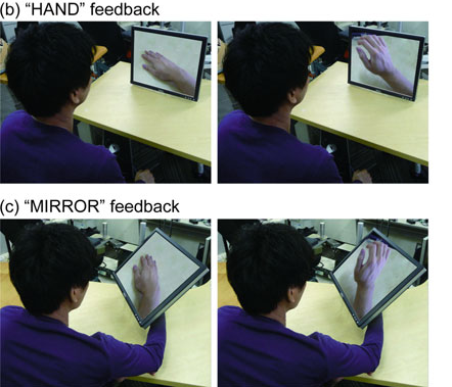 (b) “HAND” feedback
(c) “MIRROR” feedback